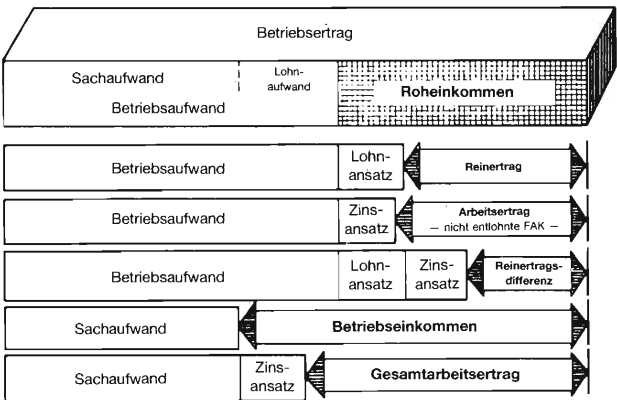 Betriebsertrag
Sachaufwand
Lohn-
aufwand
Betriebsaufwand
Roheinkommen
Betriebsaufwand
Lohn-
ansatz
Reinertrag
Betriebsaufwand
Zins-
ansatz
Arbeitsertrag
— nicht entlohnte FAK —
Betriebsaufwand
Lohn-
ansatz
Zins-
ansatz
Reinertrags-
differenz
Sachaufwand
Betriebseinkommen
Sachaufwand
Zins-
ansatz
Gesamtarbeitsertrag